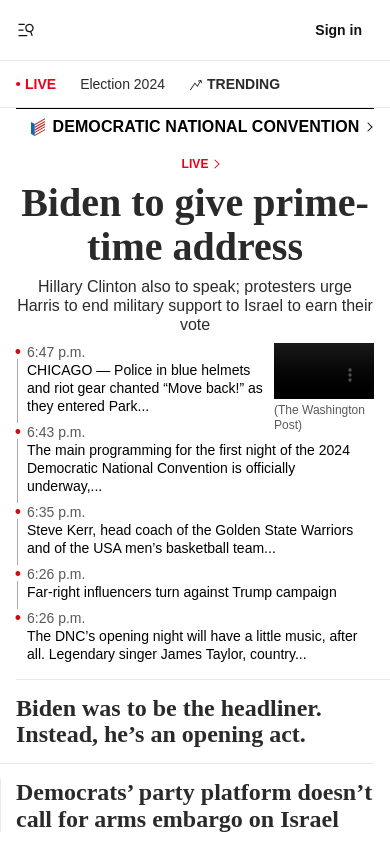 Sign in
LIVE Election 2024 TRENDING
DEMOCRATIC NATIONAL CONVENTION
LIVE
Biden to give prime-
time address
Hillary Clinton also to speak; protesters urge
Harris to end military support to Israel to earn their
vote
6:47 p.m.
CHICAGO — Police in blue helmets
and riot gear chanted “Move back!” as
they entered Park...
(The Washington
Post)
6:43 p.m.
The main programming for the first night of the 2024
Democratic National Convention is officially
underway,...
6:35 p.m.
Steve Kerr, head coach of the Golden State Warriors
and of the USA men’s basketball team...
6:26 p.m.
Far-right influencers turn against Trump campaign
6:26 p.m.
The DNC’s opening night will have a little music, after
all. Legendary singer James Taylor, country...
Biden was to be the headliner.
Instead, he’s an opening act.
Democrats’ party platform doesn’t
call for arms embargo on Israel